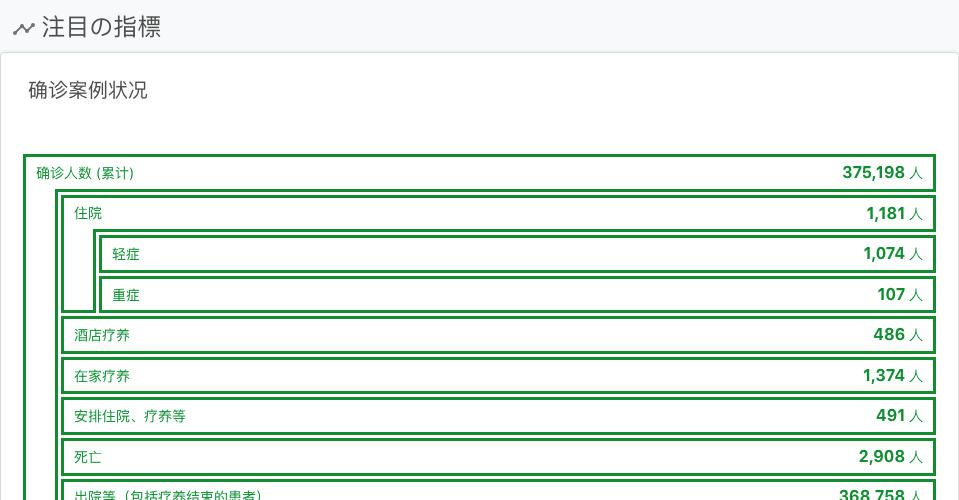 注目の指標
确诊案例状况
确诊人数 (累计) 375,198 人
住院 1,181 人
轻症 1,074 人
重症 107 人
酒店疗养 486 人
在家疗养 1,374 人
安排住院、疗养等 491 人
死亡 2,908 人
出院等（包括疗养结束的患者） 368,758 人